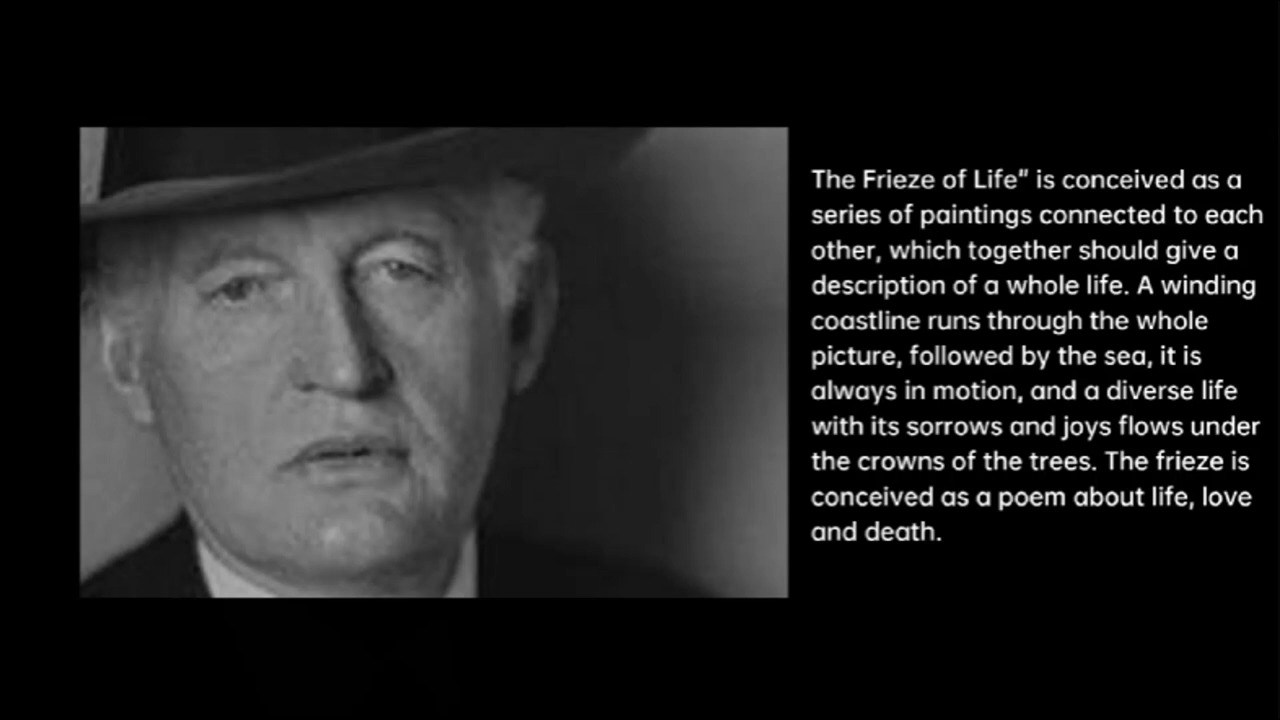 The Frieze of Life" is conceived as a
series of paintings connected to each
other, which together should give a
description of a whole life. A winding
coastline runs through the whole
picture, followed by the sea, it is
always in motion, and a diverse life
with its sorrows and joys flows under
the crowns of the trees. The frieze is
conceived as a poem about life, love
and death.